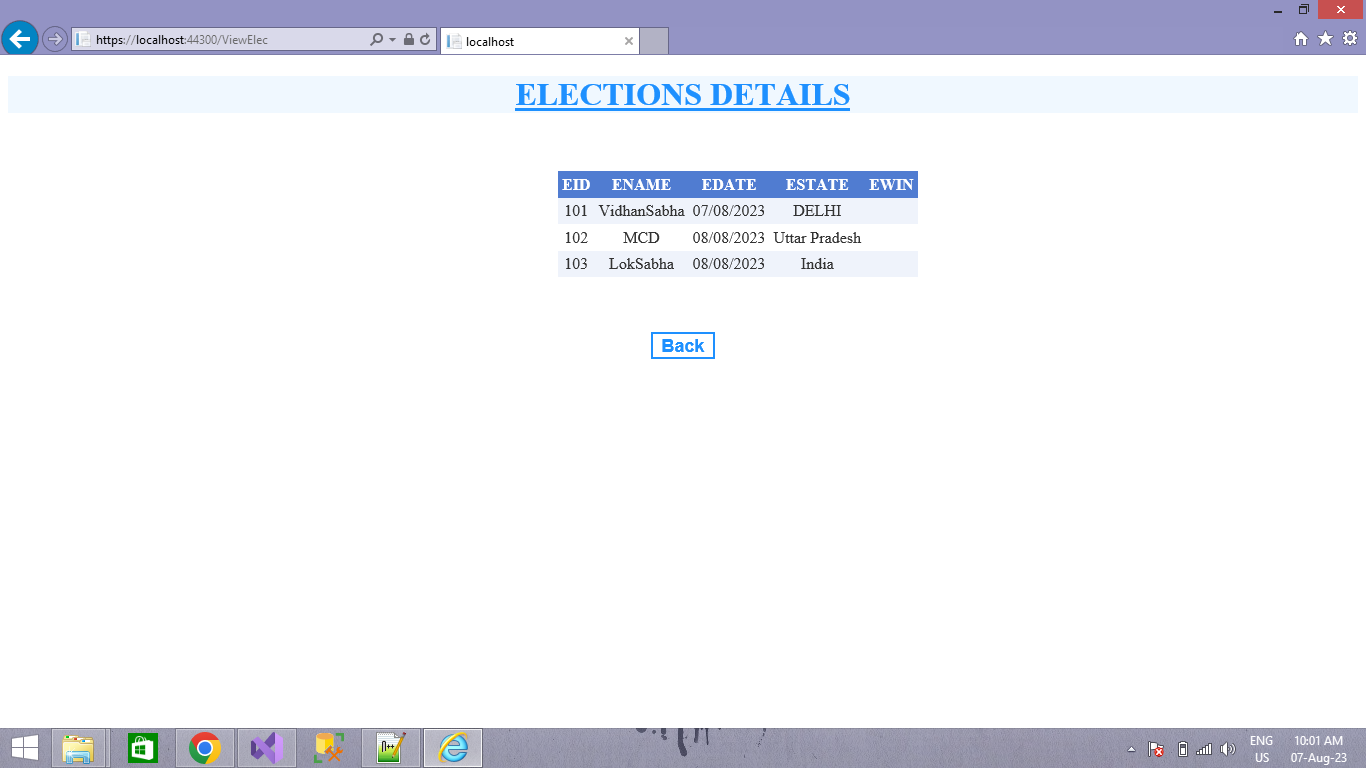 https://localhost:44300/ViewElec
localhost
ELECTIONS DETAILS
EID ENAME EDATE ESTATE EWIN
101 VidhanSabha 07/08/2023 DELHI
102 MCD 08/08/2023 Uttar Pradesh
103 LokSabha 08/08/2023 India
Back
ENG 10:01 AM
US 07-Aug-23